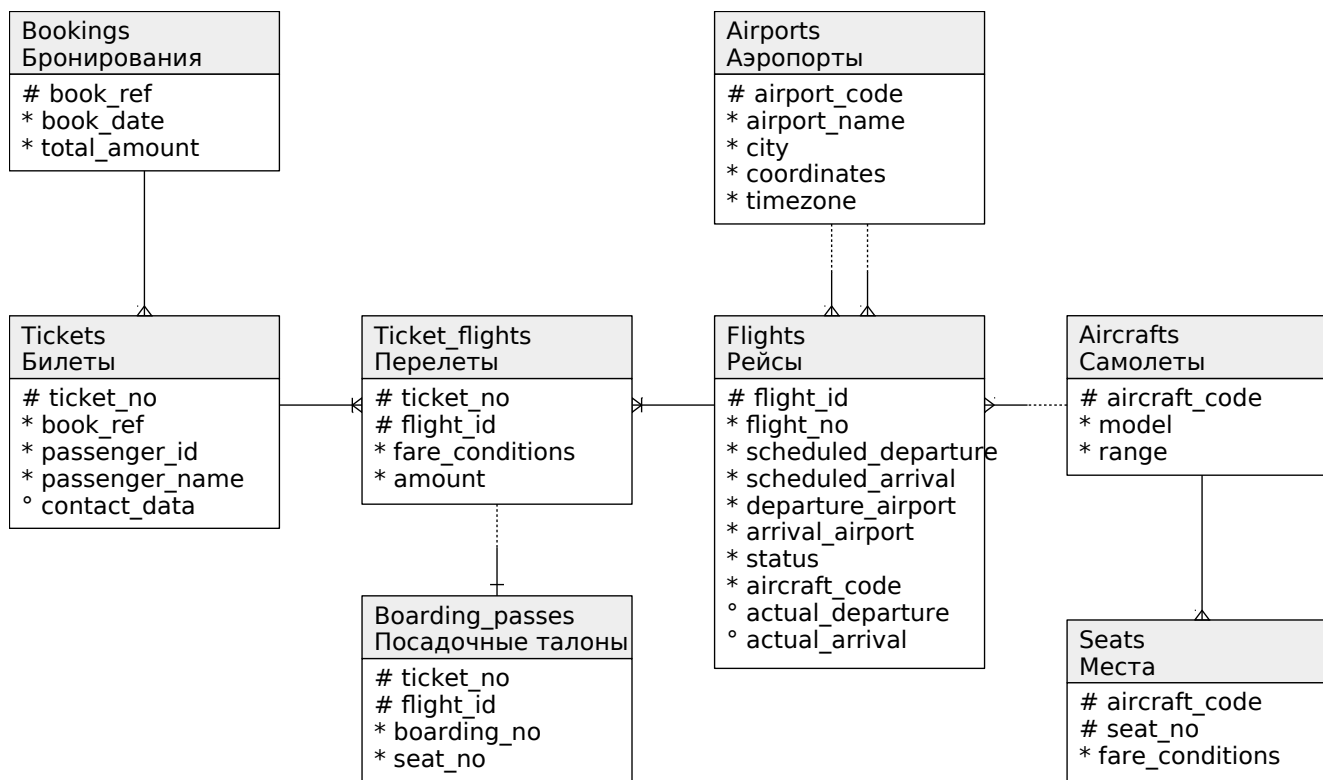 Bookings
Бронирования
# book_ref
* book_date
* total_amount
Airports
Аэропорты
# airport_code
* airport_name
* city
* coordinates
* timezone
Tickets
Билеты
# ticket_no
* book_ref
* passenger_id
* passenger_name
° contact_data
Ticket_flights
Перелеты
# ticket_no
# flight_id
* fare_conditions
* amount
Flights
Рейсы
# flight_id
* flight_no
* scheduled_departure
* scheduled_arrival
* departure_airport
* arrival_airport
* status
* aircraft_code
° actual_departure
° actual_arrival
Aircrafts
Самолеты
# aircraft_code
* model
* range
Boarding_passes
Посадочные талоны
# ticket_no
# flight_id
* boarding_no
* seat_no
Seats
Места
# aircraft_code
# seat_no
* fare_conditions